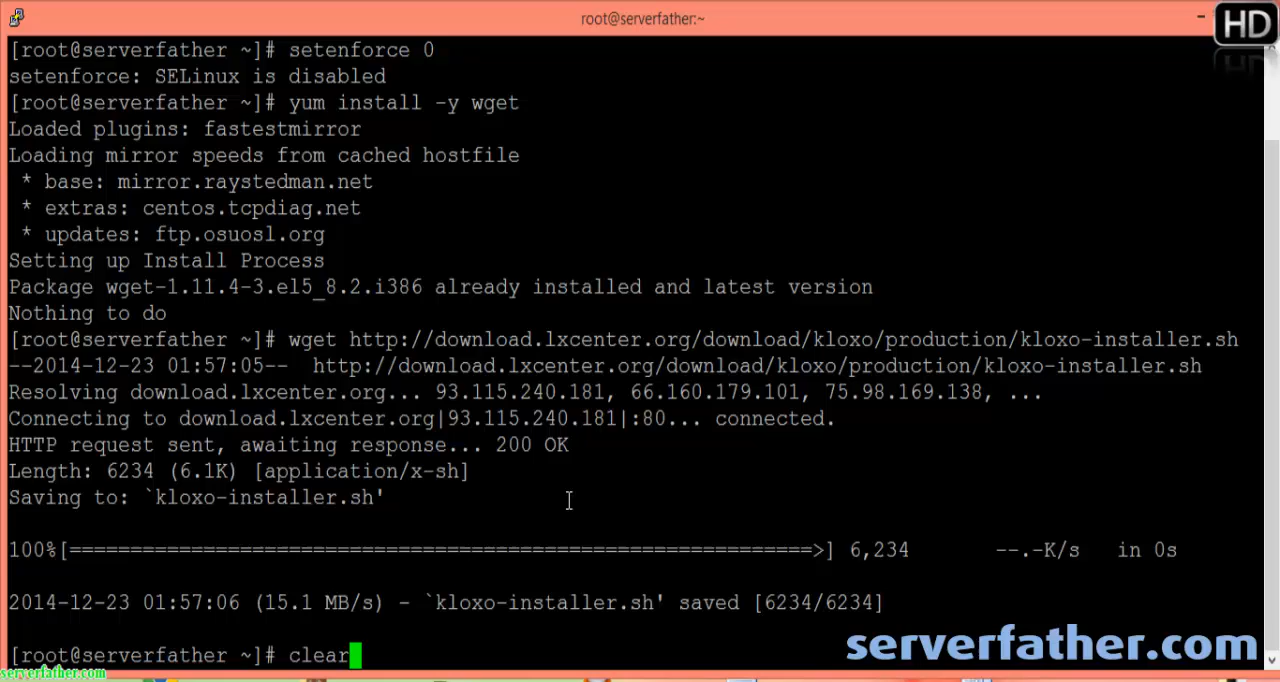 root@serverfather:~
HD
[root@serverfather ~]# setenforce 0
setenforce: SELinux is disabled
[root@serverfather ~]# yum install -y wget
Loaded plugins: fastestmirror
Loading mirror speeds from cached hostfile
 * base: mirror.raystedman.net
 * extras: centos.tcpdiag.net
 * updates: ftp.osuosl.org
Setting up Install Process
Package wget-1.11.4-3.el5_8.2.i386 already installed and latest version
Nothing to do
[root@serverfather ~]# wget http://download.lxcenter.org/download/kloxo/production/kloxo-installer.sh
--2014-12-23 01:57:05--  http://download.lxcenter.org/download/kloxo/production/kloxo-installer.sh
Resolving download.lxcenter.org... 93.115.240.181, 66.160.179.101, 75.98.169.138, ...
Connecting to download.lxcenter.org|93.115.240.181|:80... connected.
HTTP request sent, awaiting response... 200 OK
Length: 6234 (6.1K) [application/x-sh]
Saving to: `kloxo-installer.sh'
100%[=============================================================>] 6,234       --.-K/s   in 0s
2014-12-23 01:57:06 (15.1 MB/s) - `kloxo-installer.sh' saved [6234/6234]
[root@serverfather ~]# clear
serverfather.com
serverfather.com